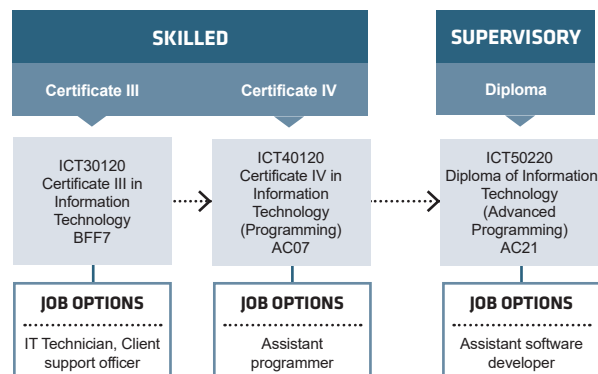 SKILLED
SUPERVISORY
Certificate III
Certificate IV
Diploma
ICT30120
Certificate III in
Information
Technology
BFF7
ICT40120
Certificate IV in
Information
Technology
(Programming)
AC07
ICT50220
Diploma of Information
Technology
(Advanced
Programming)
AC21
JOB OPTIONS
IT Technician, Client
support officer
JOB OPTIONS
Assistant
programmer
JOB OPTIONS
Assistant software
developer